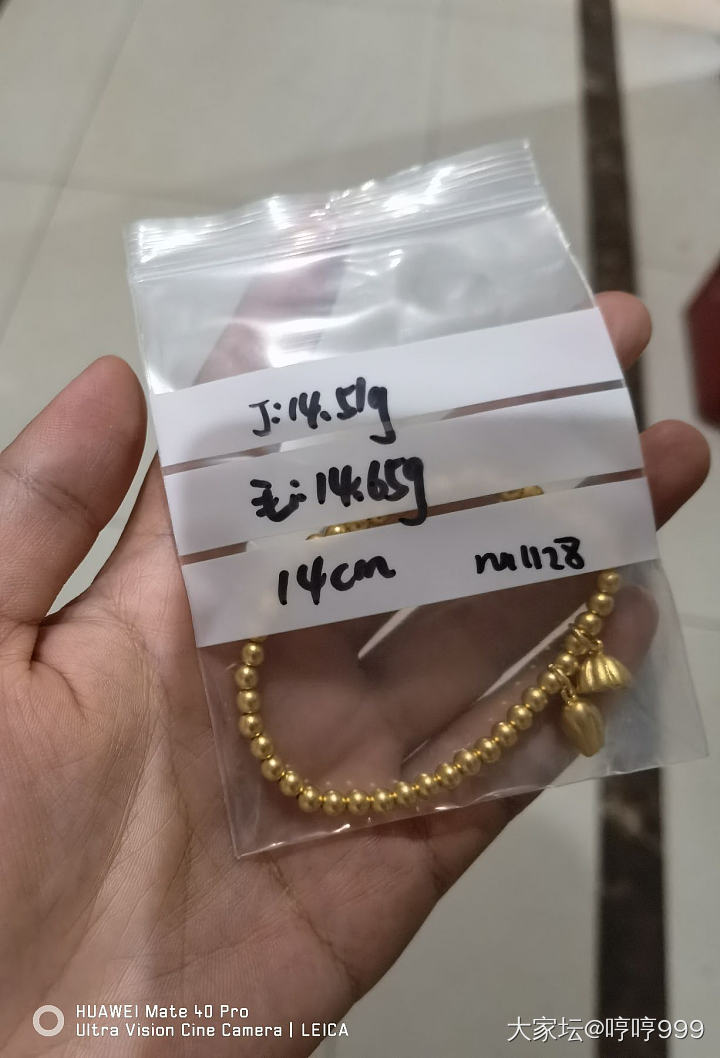 J:14.51g
毛:14.65g
14cm m1128
HUAWEI Mate 40 Pro
Ultra Vision Cine Camera | LEICA
大家坛@哼哼999